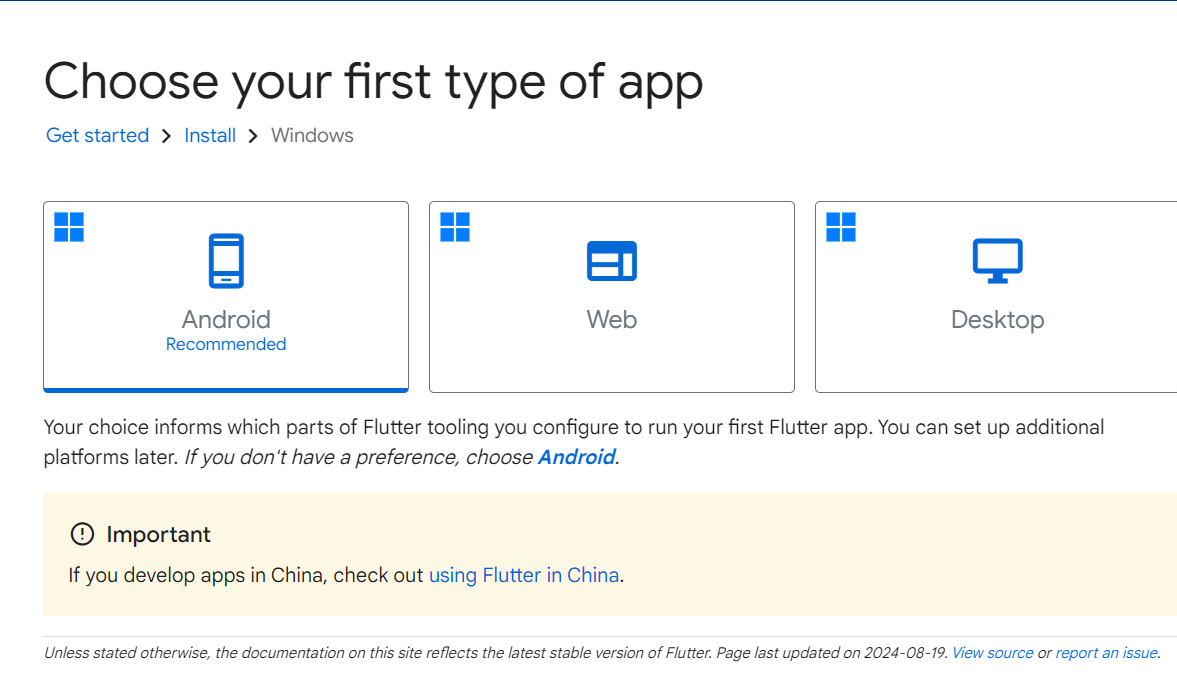 Choose your first type of app
Get started > Install > Windows
Android
Recommended
Web
Desktop
Your choice informs which parts of Flutter tooling you configure to run your first Flutter app. You can set up additional
platforms later. If you don't have a preference, choose Android.
Important
If you develop apps in China, check out using Flutter in China.
Unless stated otherwise, the documentation on this site reflects the latest stable version of Flutter. Page last updated on 2024-08-19. View source or report an issue.